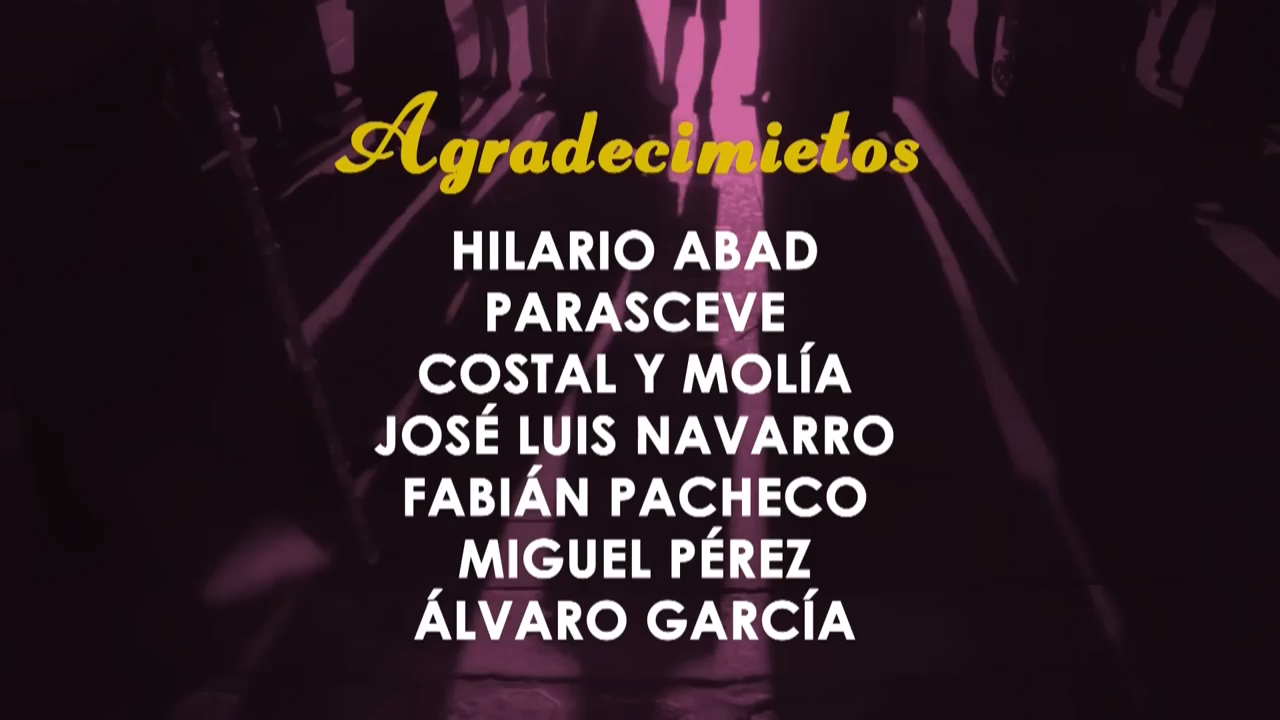 Agradecimietos
HILARIO ABAD
PARASCEVE
COSTAL Y MOLÍA
JOSÉ LUIS NAVARRO
FABIÁN PACHECO
MIGUEL PÉREZ
ÁLVARO GARCÍA